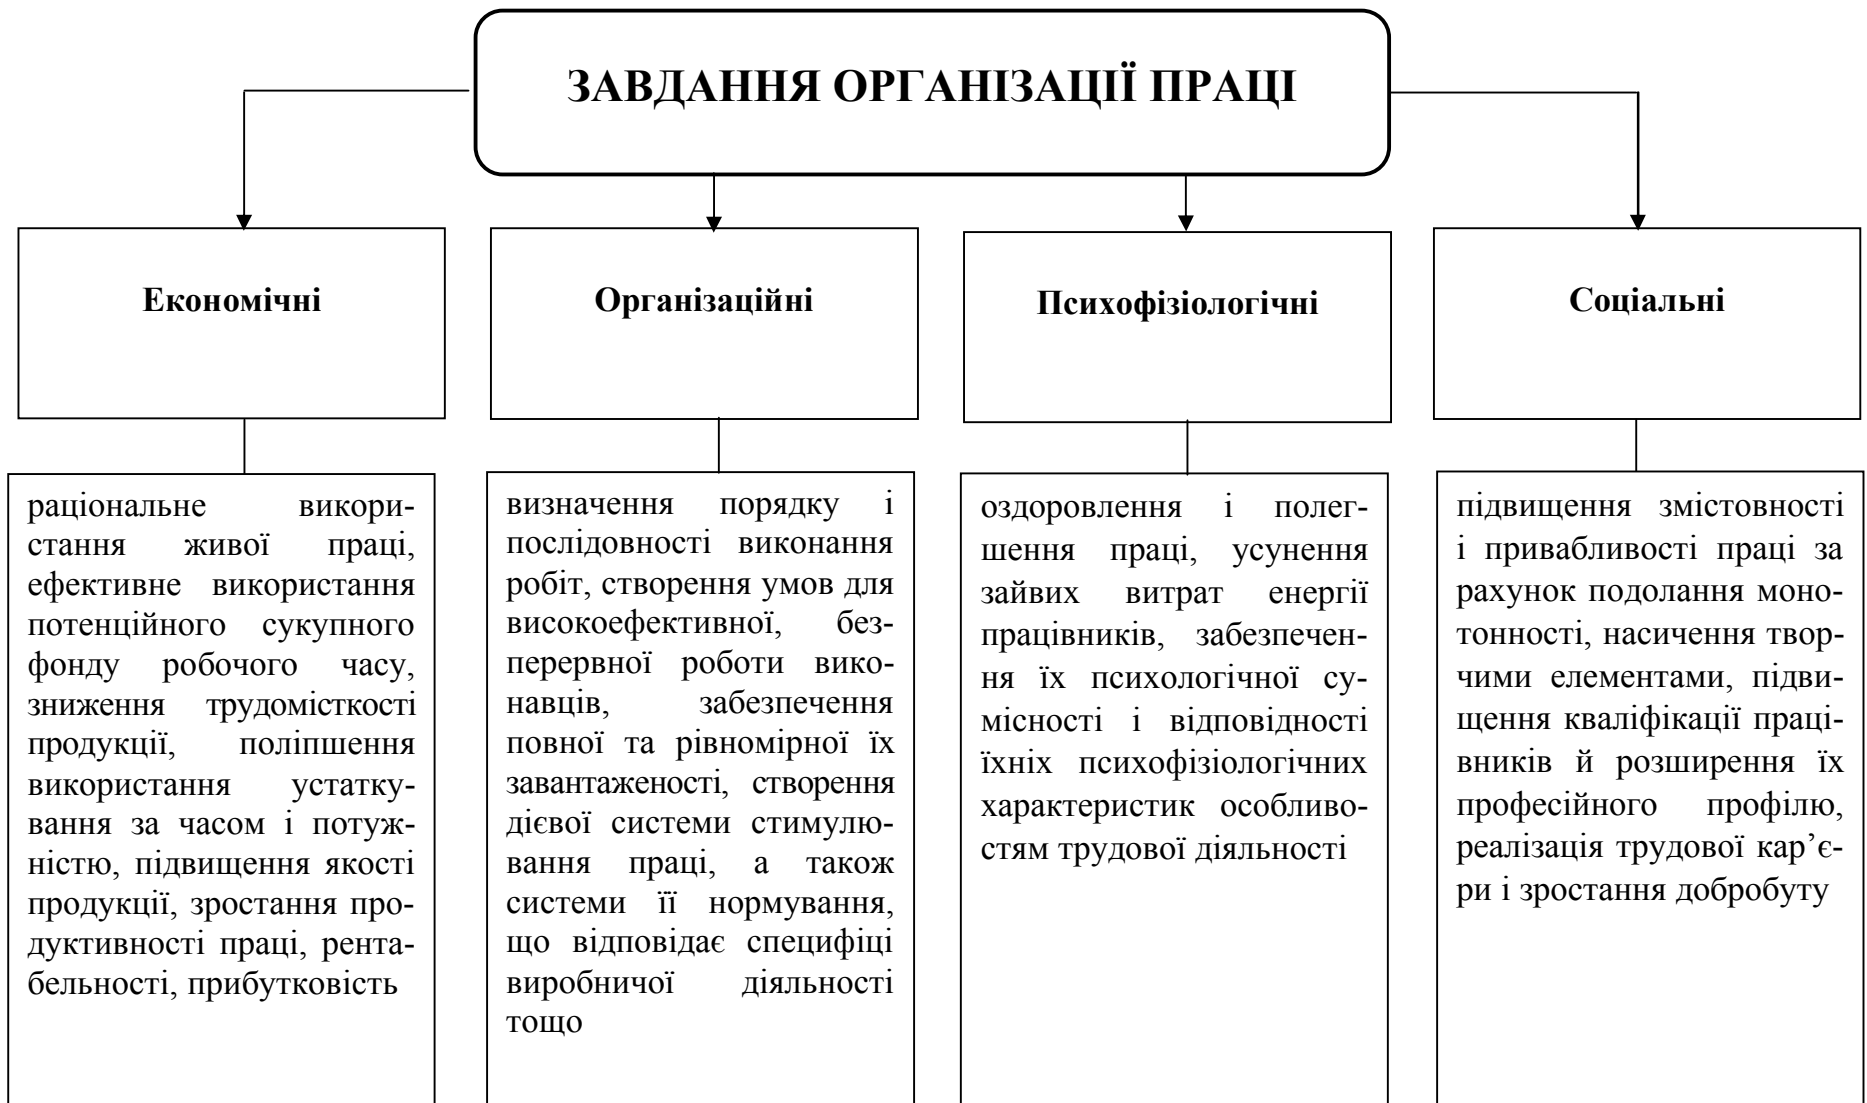 ЗАВДАННЯ ОРГАНІЗАЦІЇ ПРАЦІ
Економічні
Організаційні
Психофізіологічні
Соціальні
раціональне викори-
стання живої праці,
ефективне використання
потенційного сукупного
фонду робочого часу,
зниження трудомісткості
продукції, поліпшення
використання устатку-
вання за часом і потуж-
ністю, підвищення якості
продукції, зростання про-
дуктивності праці, рента-
бельності, прибутковість
визначення порядку і
послідовності виконання
робіт, створення умов для
високоефективної, без-
перервної роботи вико-
навців, забезпечення
повної та рівномірної їх
завантаженості, створення
дієвої системи стимулю-
вання праці, а також
системи її нормування,
що відповідає специфіці
виробничої діяльності
тощо
оздоровлення і полег-
шення праці, усунення
зайвих витрат енергії
працівників, забезпечен-
ня їх психологічної су-
місності і відповідності
їхніх психофізіологічних
характеристик особливо-
стям трудової діяльності
підвищення змістовності
і привабливості праці за
рахунок подолання моно-
тонності, насичення твор-
чими елементами, підви-
щення кваліфікації праці-
вників й розширення їх
професійного профілю,
реалізація трудової кар’є-
ри і зростання добробуту